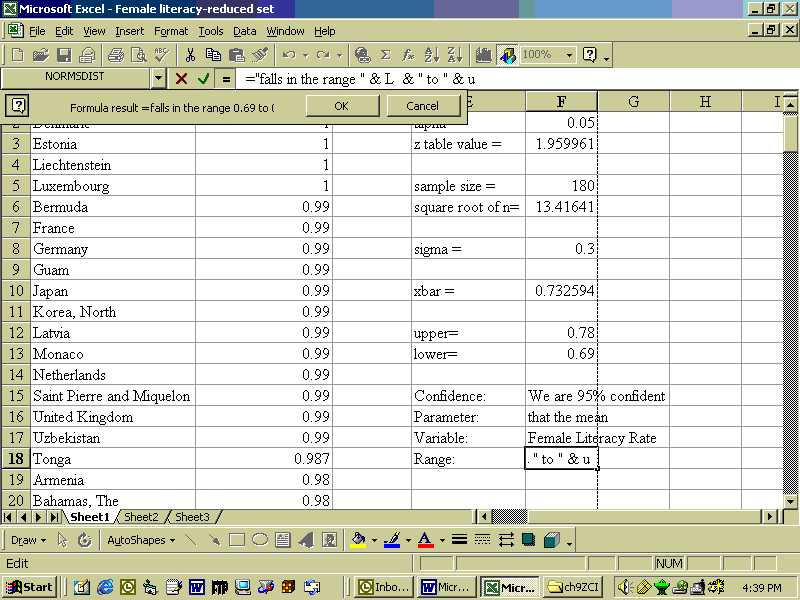 Microsoft Excel - Female literacy-reduced set
File Edit View Insert Format Tools Data Window Help
100%
NORMSDIST = ="falls in the range " & L & " to " & u
Formula result =falls in the range 0.69 to ( OK Cancel
F G H I
0.05
3 Estonia 1 z table value = 1.959961
4 Liechtenstein 1
5 Luxembourg 1 sample size = 180
6 Bermuda 0.99 square root of n= 13.41641
7 France 0.99
8 Germany 0.99 sigma = 0.3
9 Guam 0.99
10 Japan 0.99 xbar = 0.732594
11 Korea, North 0.99
12 Latvia 0.99 upper= 0.78
13 Monaco 0.99 lower= 0.69
14 Netherlands 0.99
15 Saint Pierre and Miquelon 0.99 Confidence: We are 95% confident
16 United Kingdom 0.99 Parameter: that the mean
17 Uzbekistan 0.99 Variable: Female Literacy Rate
18 Tonga 0.987 Range: " to " & u
19 Armenia 0.98
20 Bahamas, The 0.98
Sheet1 Sheet2 Sheet3
Draw AutoShapes
Edit NUM
Start Inbo... Micr... Micr... ch9ZCI 4:39 PM